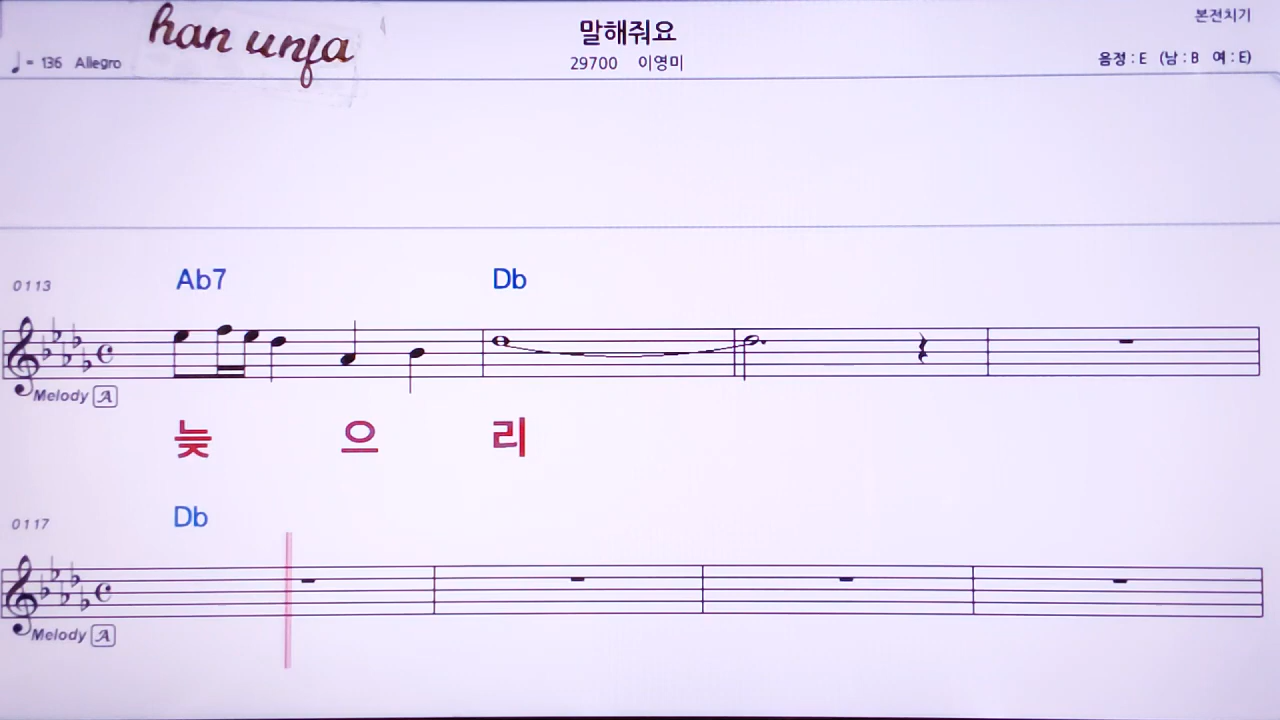 han unfa
말해줘요
본전치기
♩= 136 Allegro
29700 이영미
음정 : E (남 : B 여 : E)
0113
Ab7 Db
Melody A
늦 으 리
0117
Db
Melody A